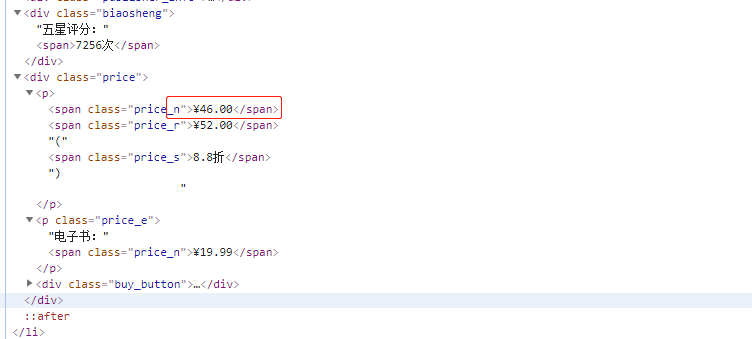 <div class="biaosheng">
"五星评分："
<span>7256次</span>
</div>
<div class="price">
<p>
<span class="price_n">¥46.00</span>
<span class="price_r">¥52.00</span>
"("
<span class="price_s">8.8折</span>
")
"
</p>
<p class="price_e">
"电子书："
<span class="price_n">¥19.99</span>
</p>
<div class="buy_button">…</div>
</div>
::after
</li>